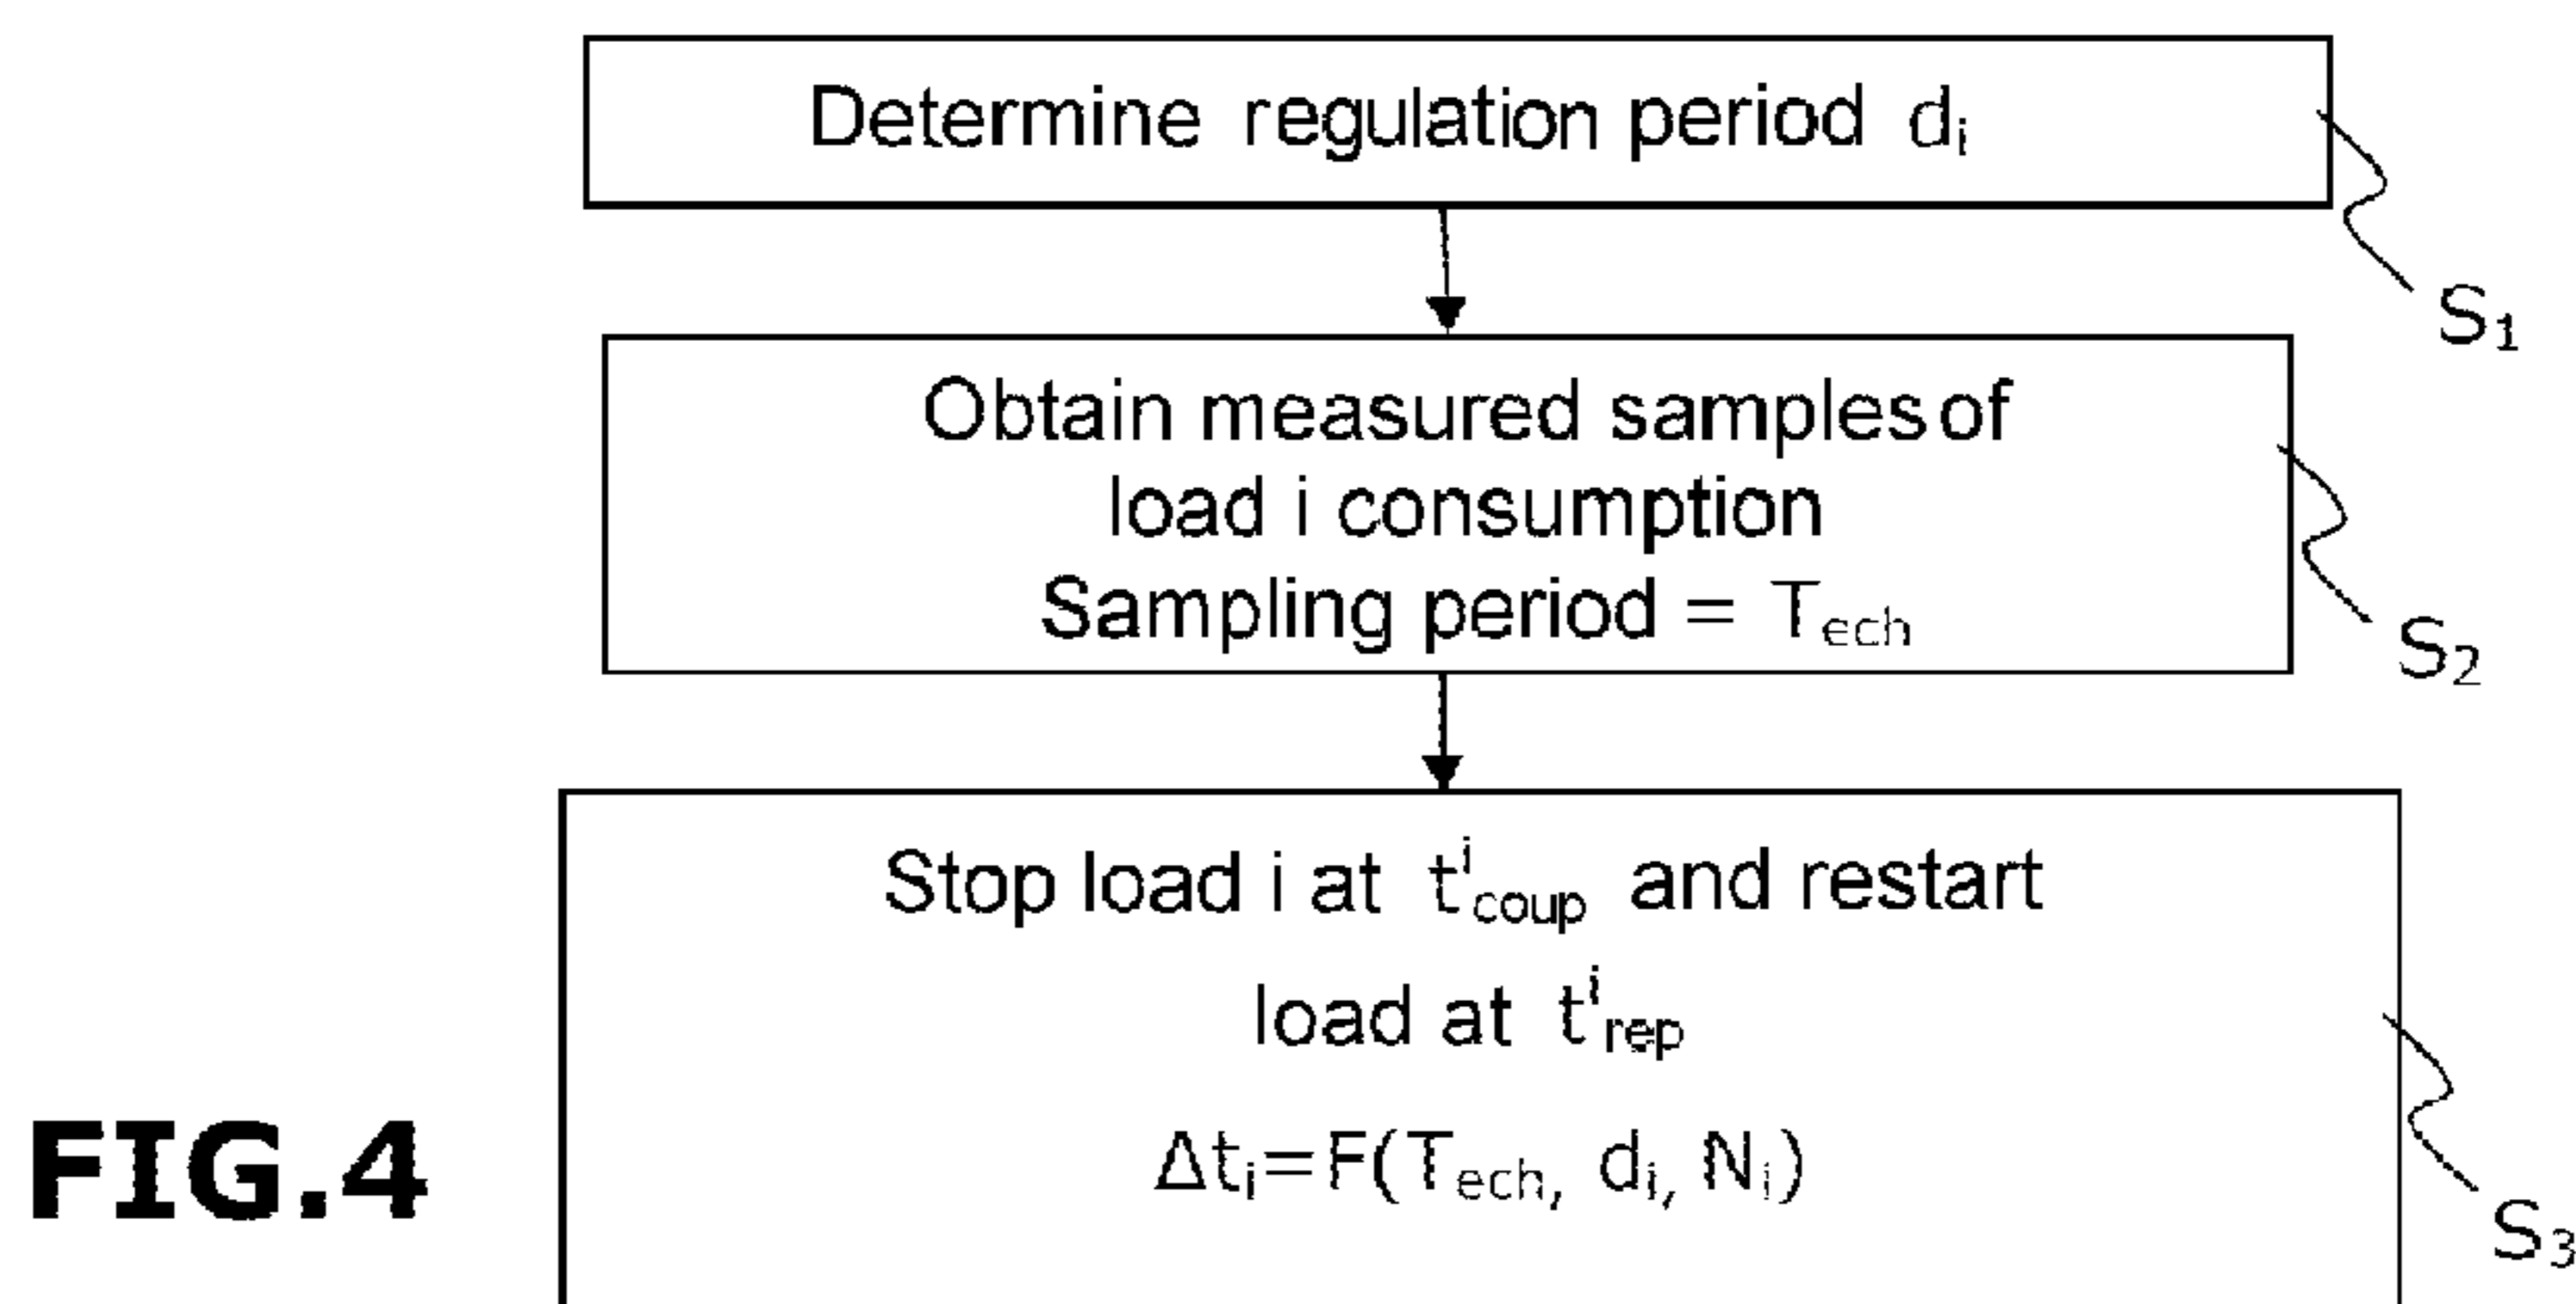 Determine regulation period dᵢ
S₁
Obtain measured samples of
load i consumption
Sampling period = Tₑcₕ
S₂
Stop load i at tⁱcoup and restart
load at tⁱrep
Δtᵢ=F(Tₑcₕ, dᵢ, Nᵢ)
S₃
FIG.4